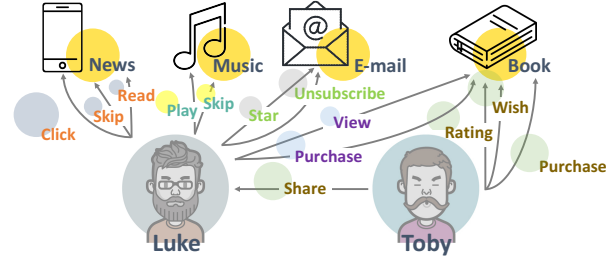 News
Music
E-mail
Book
Click
Skip
Read
Play
Skip
Star
Unsubscribe
View
Purchase
Rating
Wish
Purchase
Share
Luke
Toby